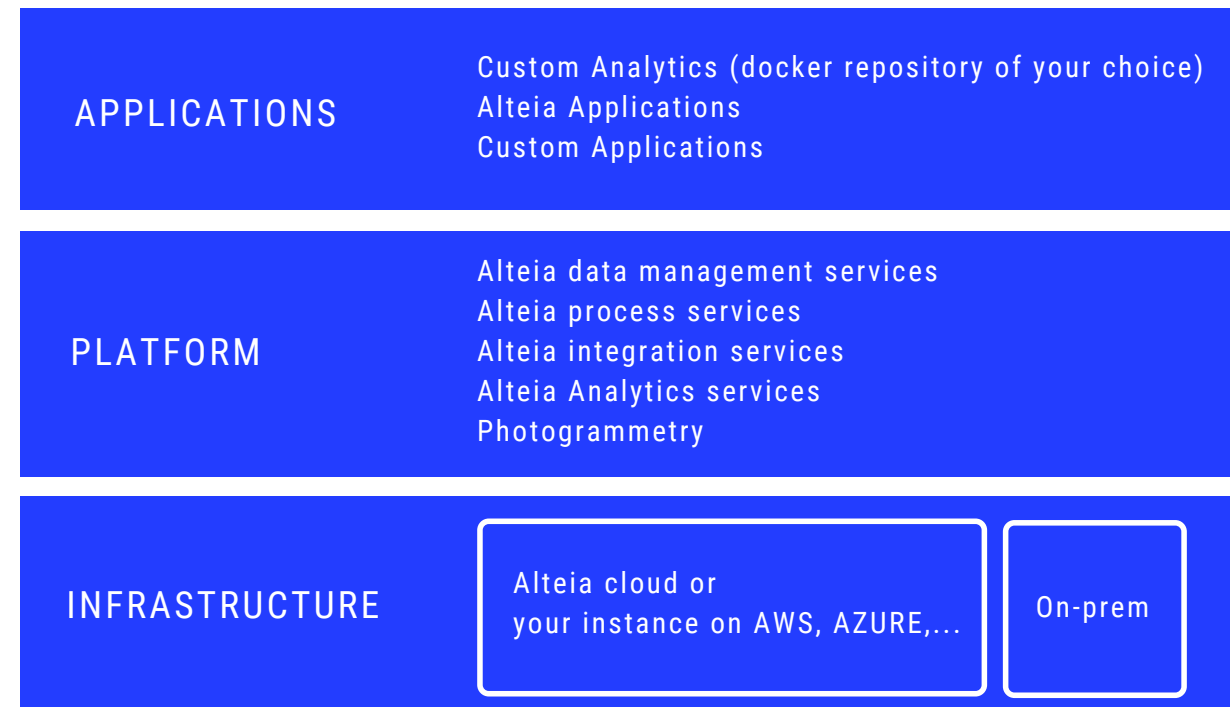 APPLICATIONS
Custom Analytics (docker repository of your choice)
Alteia Applications
Custom Applications
PLATFORM
Alteia data management services
Alteia process services
Alteia integration services
Alteia Analytics services
Photogrammetry
INFRASTRUCTURE
Alteia cloud or
your instance on AWS, AZURE,...
On-prem